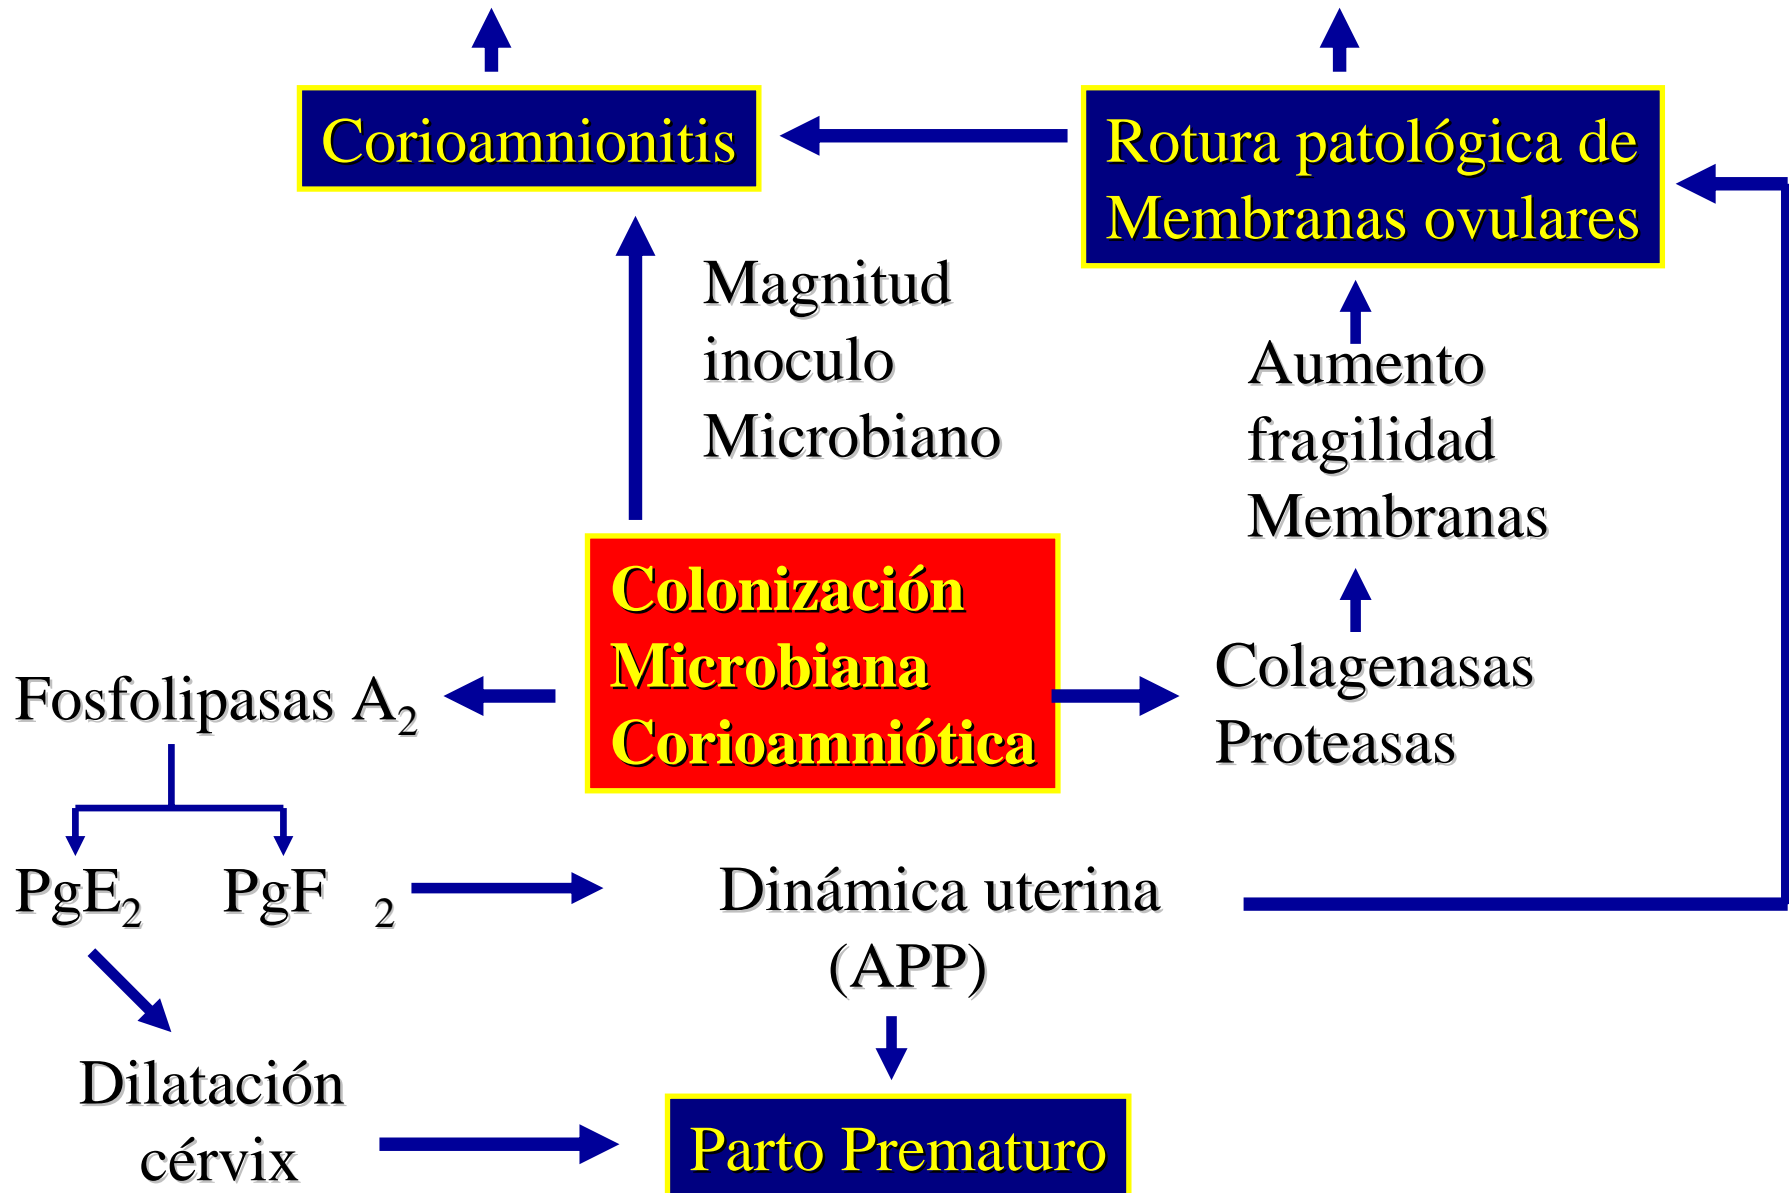 Corioamnionitis
Rotura patológica de
Membranas ovulares
Magnitud
inoculo
Microbiano
Aumento
fragilidad
Membranas
Colonización
Microbiana
Corioamniótica
Fosfolipasas A₂
Colagenasas
Proteasas
PgE₂ PgF ₂
Dinámica uterina
(APP)
Dilatación
cérvix
Parto Prematuro